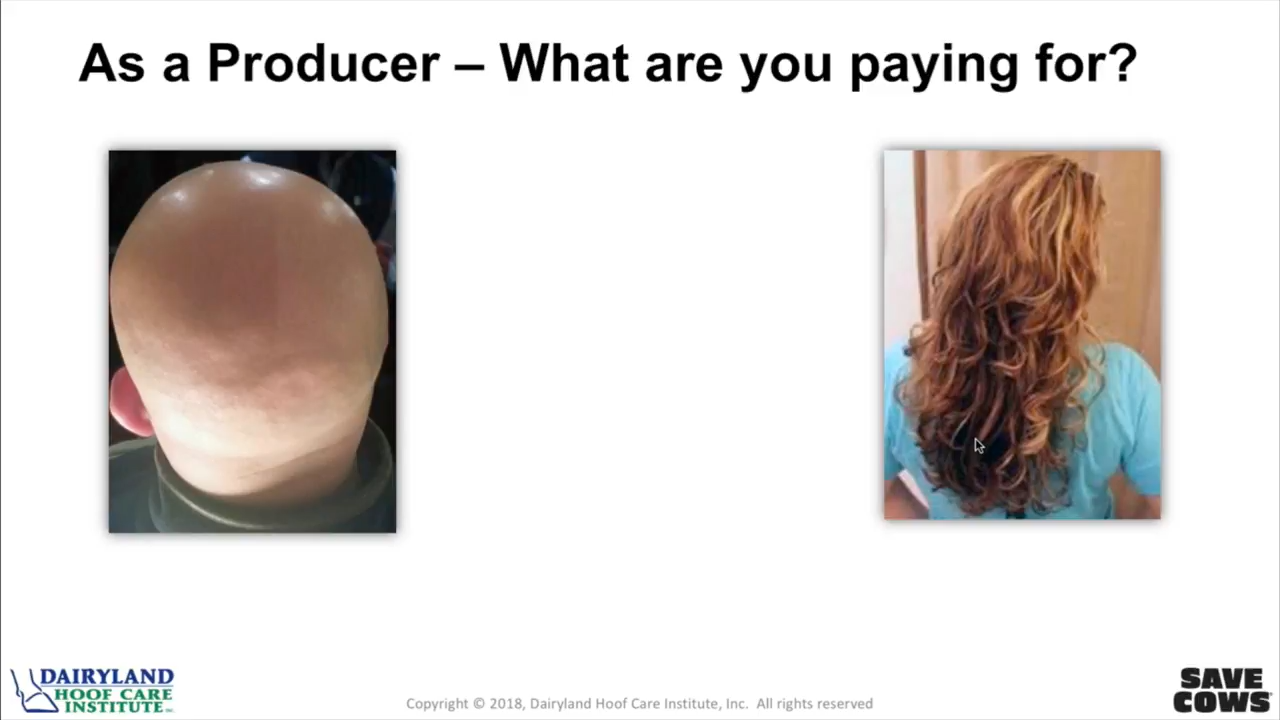 As a Producer – What are you paying for?
DAIRYLAND
HOOF CARE
INSTITUTE INC.
Copyright © 2018, Dairyland Hoof Care Institute, Inc. All rights reserved
SAVE
COWS